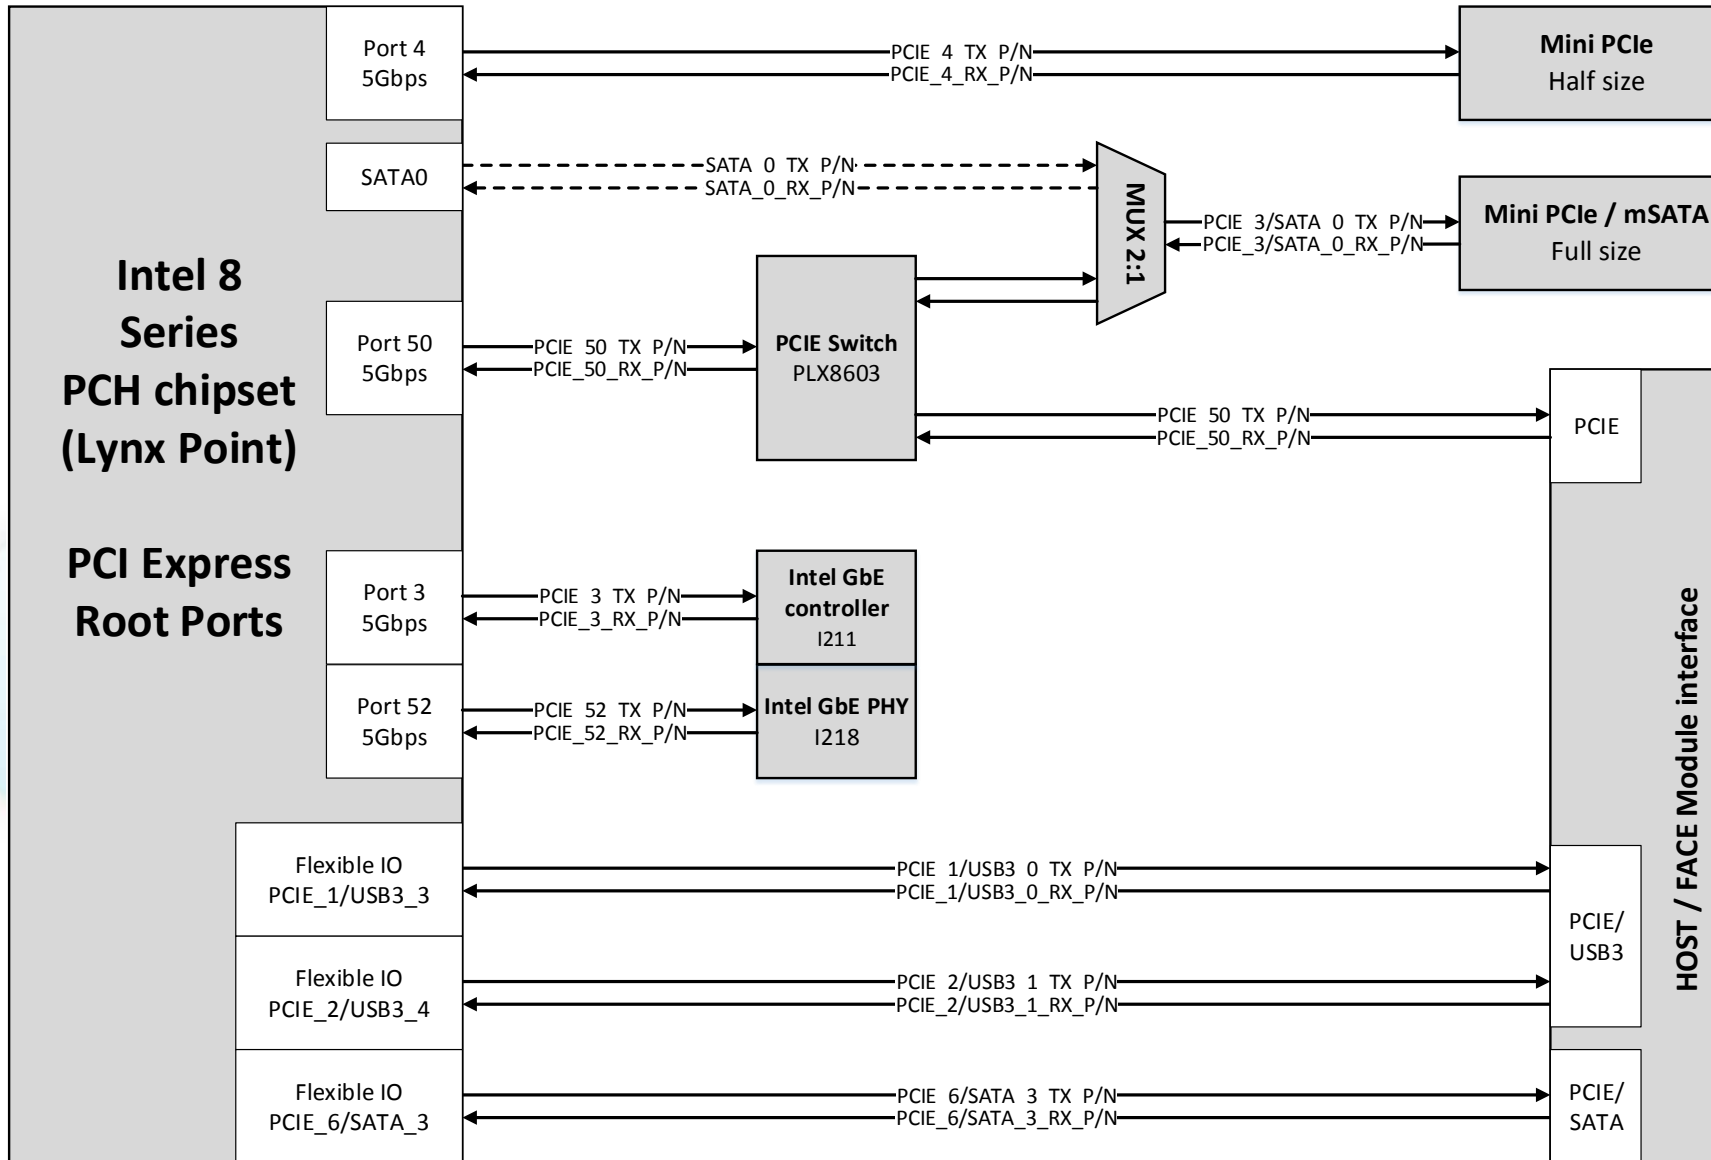 Intel 8
Series
PCH chipset
(Lynx Point)
PCI Express
Root Ports
Port 4
5Gbps
PCIE_4_TX_P/N
PCIE_4_RX_P/N
Mini PCIe
Half size
SATA0
SATA_0_TX_P/N
SATA_0_RX_P/N
MUX 2:1
PCIE_3/SATA_0_TX_P/N
PCIE_3/SATA_0_RX_P/N
Mini PCIe / mSATA
Full size
Port 50
5Gbps
PCIE_50_TX_P/N
PCIE_50_RX_P/N
PCIE Switch
PLX8603
PCIE_50_TX_P/N
PCIE_50_RX_P/N
PCIE
Port 3
5Gbps
PCIE_3_TX_P/N
PCIE_3_RX_P/N
Intel GbE
controller
I211
Port 52
5Gbps
PCIE_52_TX_P/N
PCIE_52_RX_P/N
Intel GbE PHY
I218
HOST / FACE Module interface
Flexible IO
PCIE_1/USB3_3
PCIE_1/USB3_0_TX_P/N
PCIE_1/USB3_0_RX_P/N
PCIE/
USB3
Flexible IO
PCIE_2/USB3_4
PCIE_2/USB3_1_TX_P/N
PCIE_2/USB3_1_RX_P/N
Flexible IO
PCIE_6/SATA_3
PCIE_6/SATA_3_TX_P/N
PCIE_6/SATA_3_RX_P/N
PCIE/
SATA